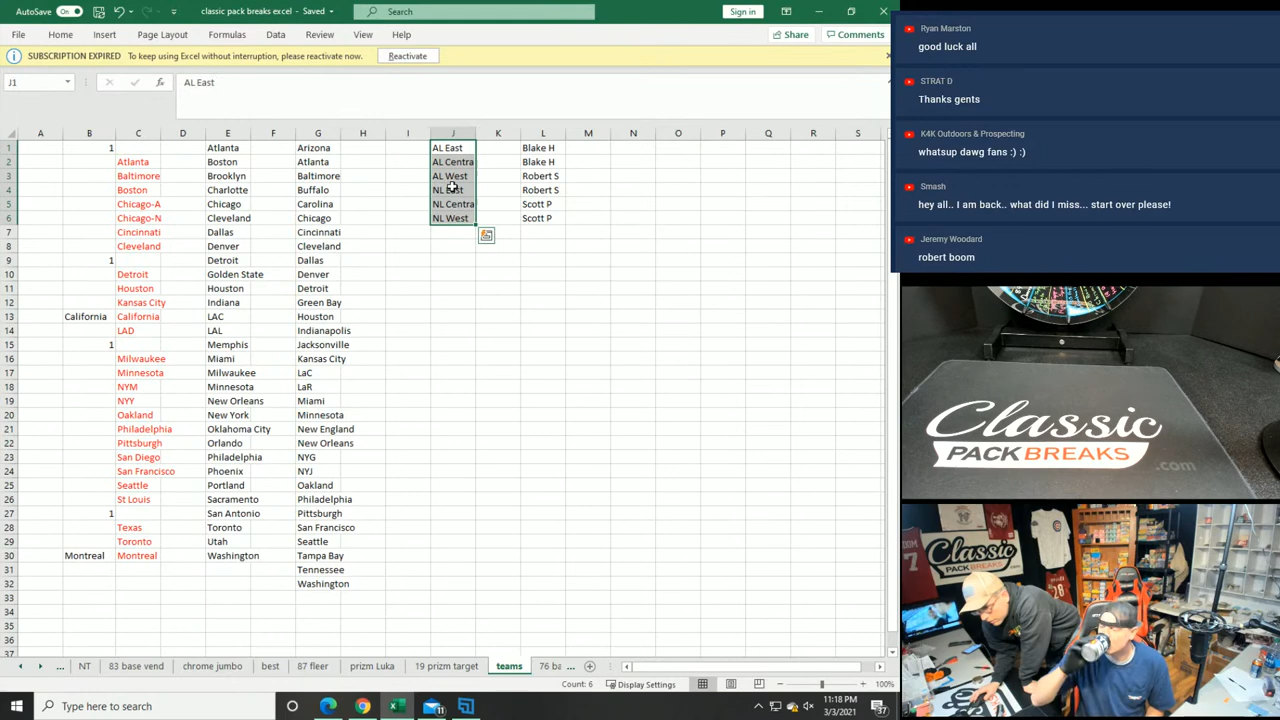 AutoSave On classic breaks excel - Saved Search Sign in
File Home Insert Draw Page Layout Formulas Data Review View Help Share Comments
SUBSCRIPTION EXPIRED To keep using Excel without interruption, please reactivate now. Reactivate
J1 fx AL East
A B C D E F G H I J K L M N O P Q R S
1 1 Atlanta Arizona AL East Blake H
2 Atlanta Boston Atlanta AL Central Blake H
3 Baltimore Brooklyn Baltimore AL West Robert S
4 Boston Charlotte Buffalo NL East Robert S
5 Chicago-A Chicago Carolina NL Central Scott P
6 Chicago-N Cleveland Chicago NL West Scott P
7 Cincinnati Dallas Cincinnati
8 Cleveland Denver Cleveland
9 1 Detroit Dallas
10 Detroit Golden State Denver
11 Houston Houston Detroit
12 Kansas City Indiana Green Bay
13 California California LAC Houston
14 LAD LAL Indianapolis
15 1 Memphis Jacksonville
16 Milwaukee Miami Kansas City
17 Minnesota Milwaukee LaC
18 NYM Minnesota LaR
19 NYY New Orleans Miami
20 Oakland New York Minnesota
21 Philadelphia Oklahoma City New England
22 Pittsburgh Orlando New Orleans
23 San Diego Philadelphia NYG
24 San Francisco Phoenix NYJ
25 Seattle Portland Oakland
26 St Louis Sacramento Philadelphia
27 1 San Antonio Pittsburgh
28 Texas Toronto San Francisco
29 Toronto Utah Seattle
30 Montreal Montreal Washington Tampa Bay
31 Tennessee
32 Washington
33
34
35
36
37
... NT 83 base vend chrome jumbo best 87 fleer prizm Luka 19 prizm target teams 76 ba ...
Count: 6 Display Settings 100%
Type here to search 11 11:18 PM
3/3/2021 37
Ryan Marston
good luck all
STRAT D
Thanks gents
K4K Outdoors & Prospecting
whatsup dawg fans :) :)
Smash
hey all.. I am back.. what did I miss... start over please!
Jeremy Woodard
robert boom
Classic
PACKBREAKS
.com
Classic
PACKBREAKS